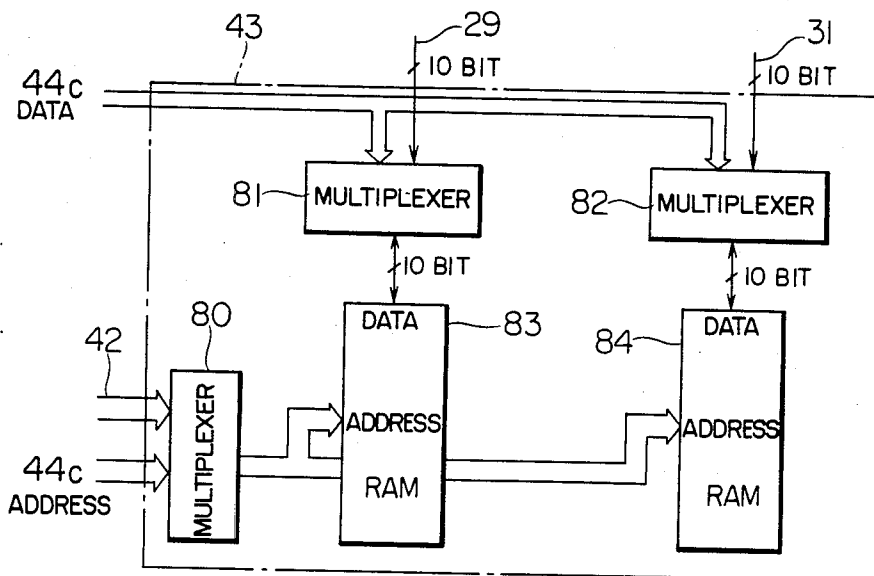 29
31
43
10 BIT
10 BIT
44c
DATA
81
MULTIPLEXER
82
MULTIPLEXER
10 BIT
10 BIT
80
DATA
83
84
DATA
42
MULTIPLEXER
ADDRESS
ADDRESS
44c
ADDRESS
RAM
RAM